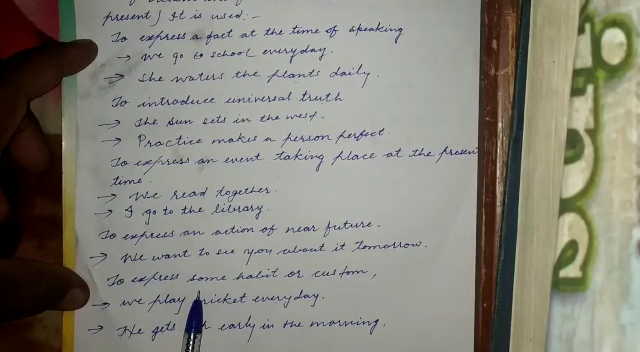 present) It is used:-
To express a fact at the time of speaking
→ We go to school everyday.
→ She waters the plants daily.
To introduce universal truth
→ The sun sets in the west.
→ Practice makes a person perfect.
To express an event taking place at the present
time.
→ We read together.
→ I go to the library.
To express an action of near future.
→ We want to see you about it tomorrow.
To express some habit or custom,
→ we play cricket everyday.
→ He gets early in the morning.